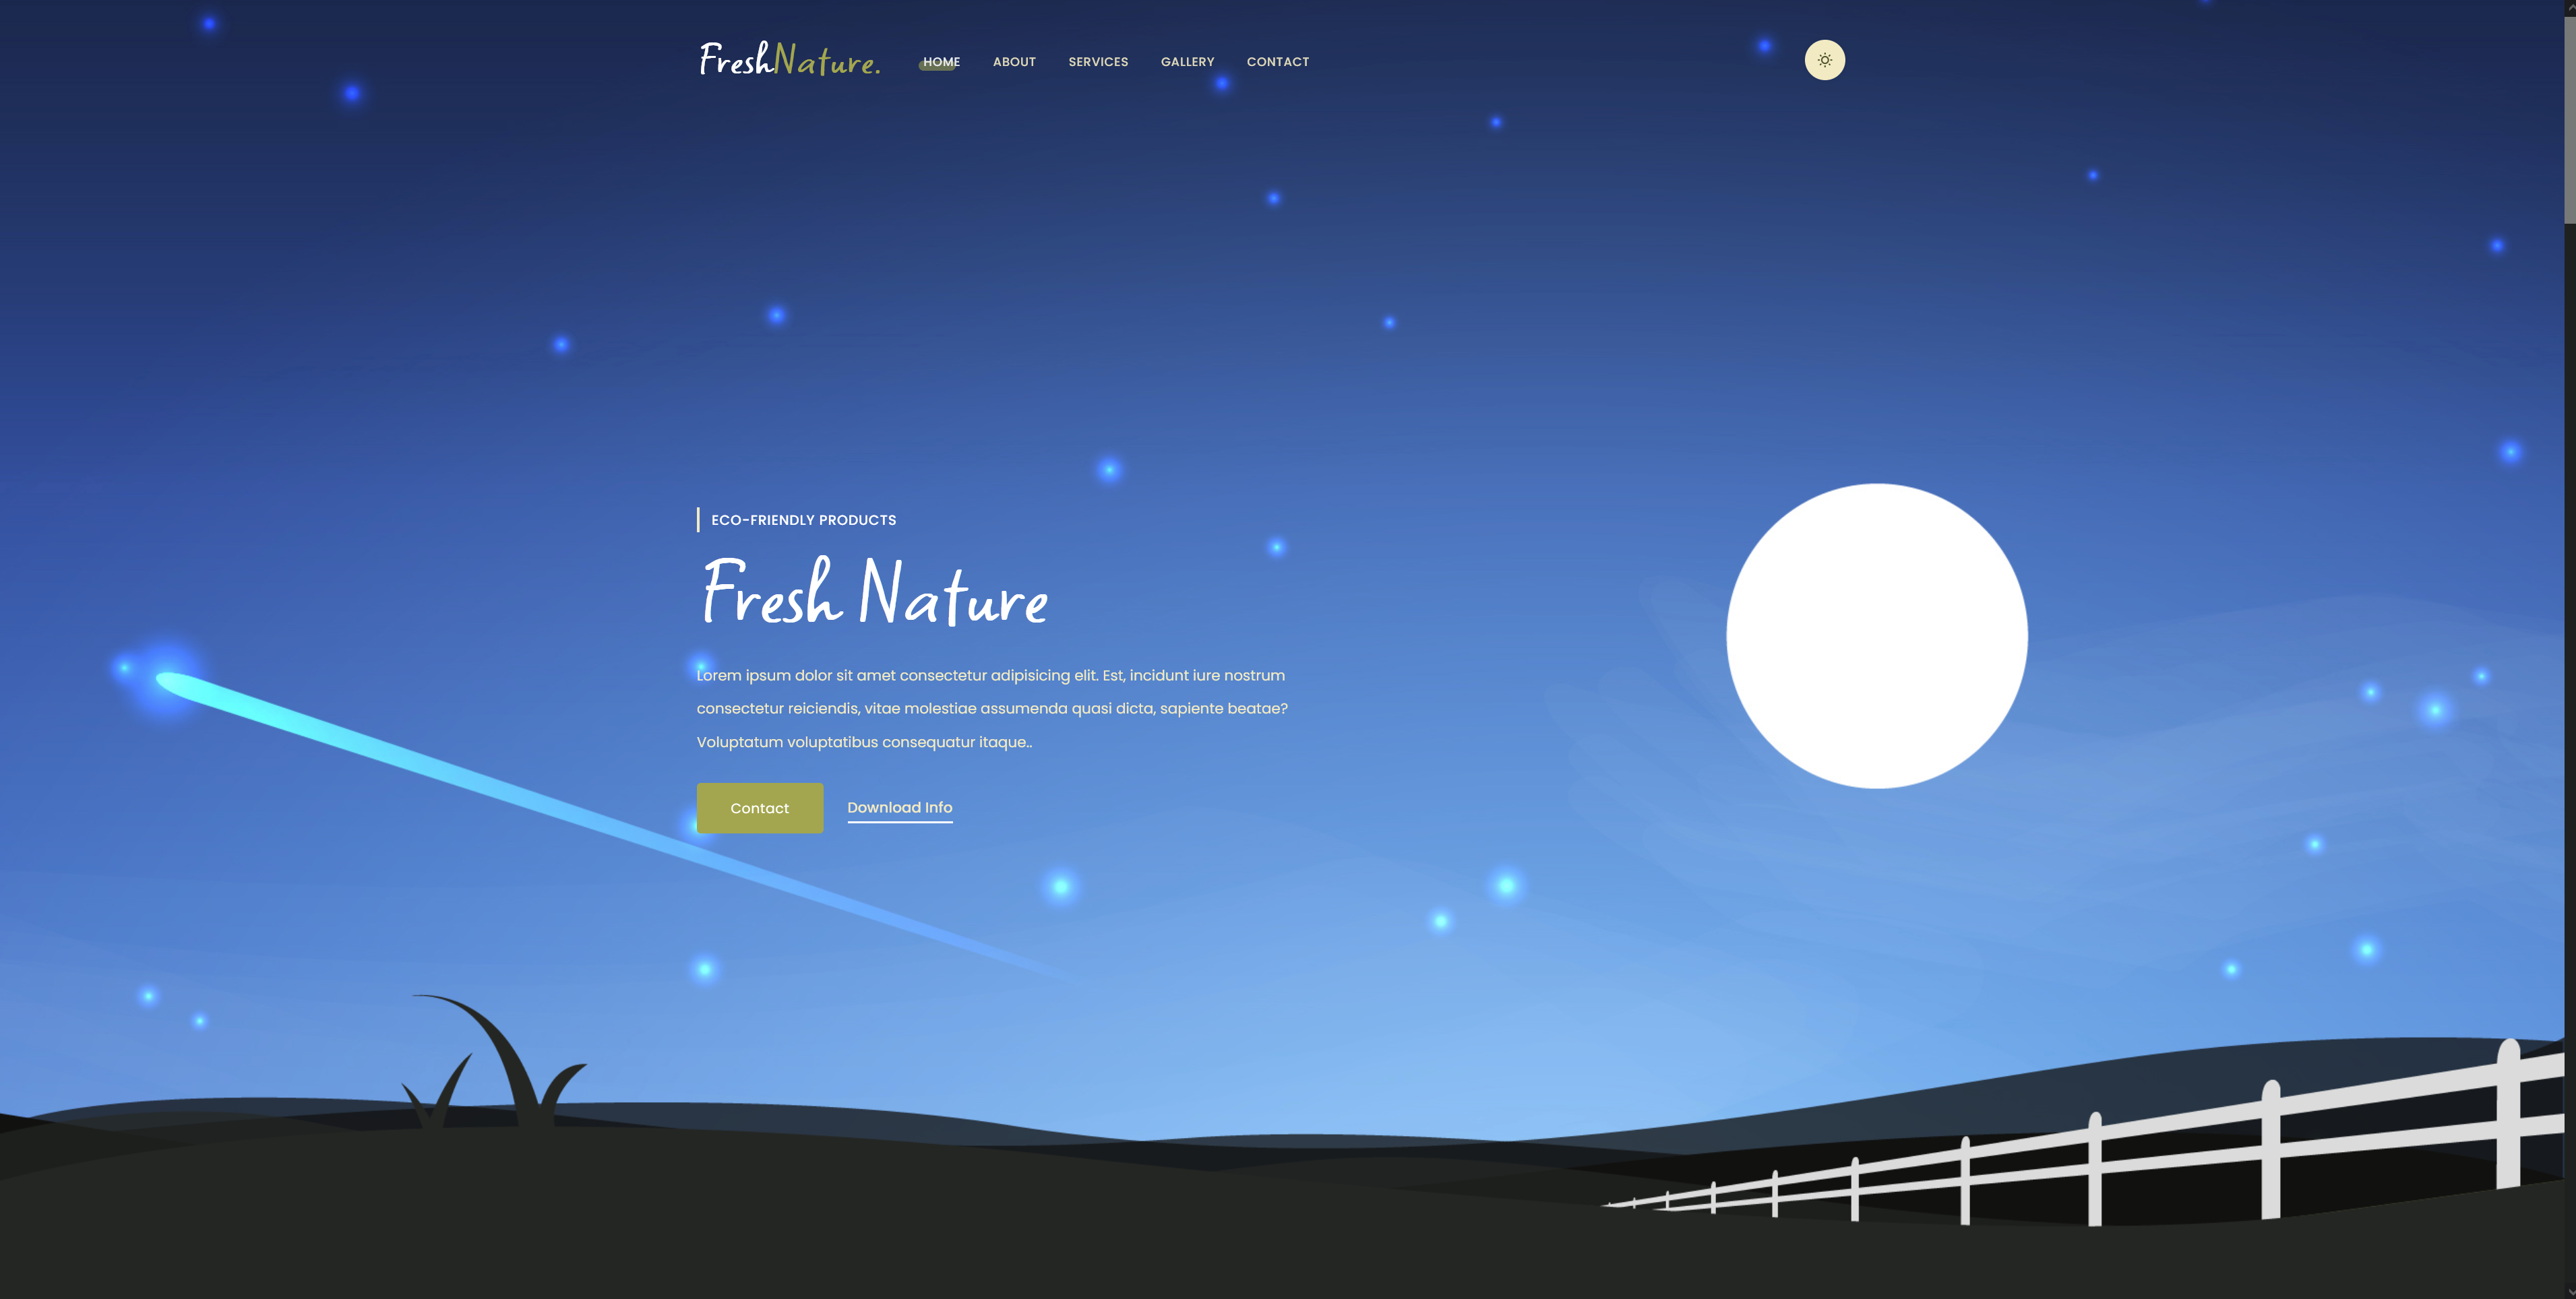 FreshNature.
HOME ABOUT SERVICES GALLERY CONTACT
ECO-FRIENDLY PRODUCTS
Fresh Nature
Lorem ipsum dolor sit amet consectetur adipisicing elit. Est, incidunt iure nostrum
consectetur reiciendis, vitae molestiae assumenda quasi dicta, sapiente beatae?
Voluptatum voluptatibus consequatur itaque..
Contact Download Info